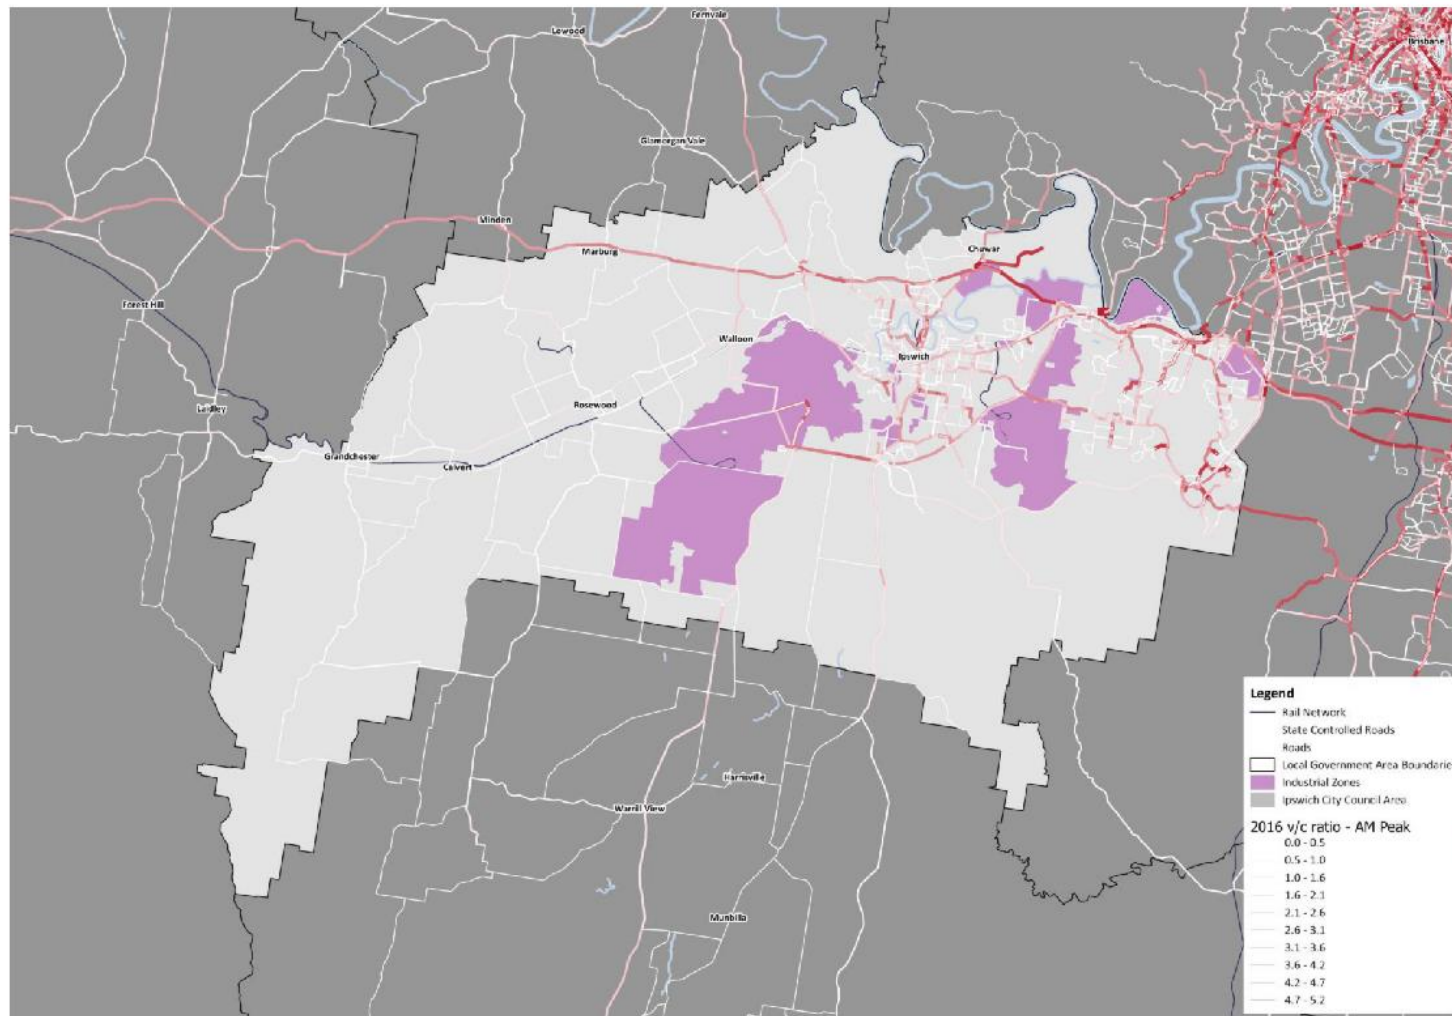 Fernvale
Lowood
Brisbane
Glamorgan Vale
Minden
Marburg
Chuwar
Forest Hill
Walloon
Ipswich
Laidley
Rosewood
Grandchester
Calvert
Harrisville
Warrill View
Munbilla
Legend
Rail Network
State Controlled Roads
Roads
Local Government Area Boundarie
Industrial Zones
Ipswich City Council Area
2016 v/c ratio - AM Peak
0.0 - 0.5
0.5 - 1.0
1.0 - 1.6
1.6 - 2.1
2.1 - 2.6
2.6 - 3.1
3.1 - 3.6
3.6 - 4.2
4.2 - 4.7
4.7 - 5.2